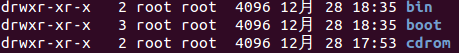 drwxr-xr-x 2 root root 4096 12月 28 18:35 bin
drwxr-xr-x 3 root root 4096 12月 28 18:35 boot
drwxr-xr-x 2 root root 4096 12月 28 17:53 cdrom